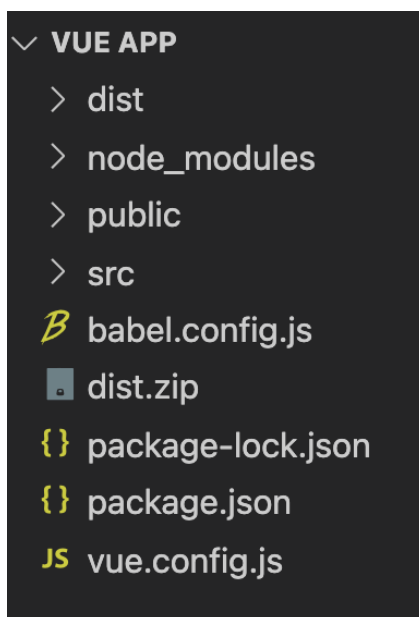 VUE APP
dist
node_modules
public
src
B babel.config.js
dist.zip
{} package-lock.json
{} package.json
JS vue.config.js